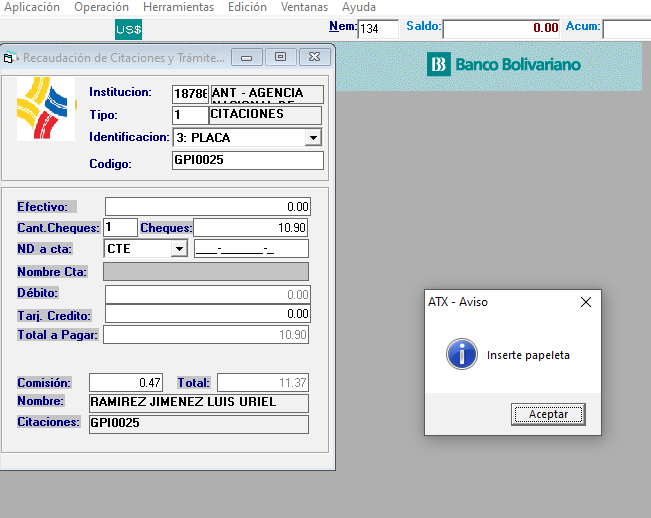 Aplicación Operación Herramientas Edición Ventanas Ayuda
US$ Nem: 134 Saldo: 0.00 Acum:
Recaudación de Citaciones y Trámite...
B Banco Bolivariano
Institucion: 1878 ANT - AGENCIA
NACIONAL DE
Tipo: 1 CITACIONES
Identificacion: 3: PLACA
Codigo: GPI0025
Efectivo: 0.00
Cant.Cheques: 1 Cheques: 10.90
ND a cta: CTE ___-______-_
Nombre Cta:
Débito: 0.00
Tarj. Credito: 0.00
Total a Pagar: 10.90
Comisión: 0.47 Total: 11.37
Nombre: RAMIREZ JIMENEZ LUIS URIEL
Citaciones: GPI0025
ATX - Aviso
Inserte papeleta
Aceptar